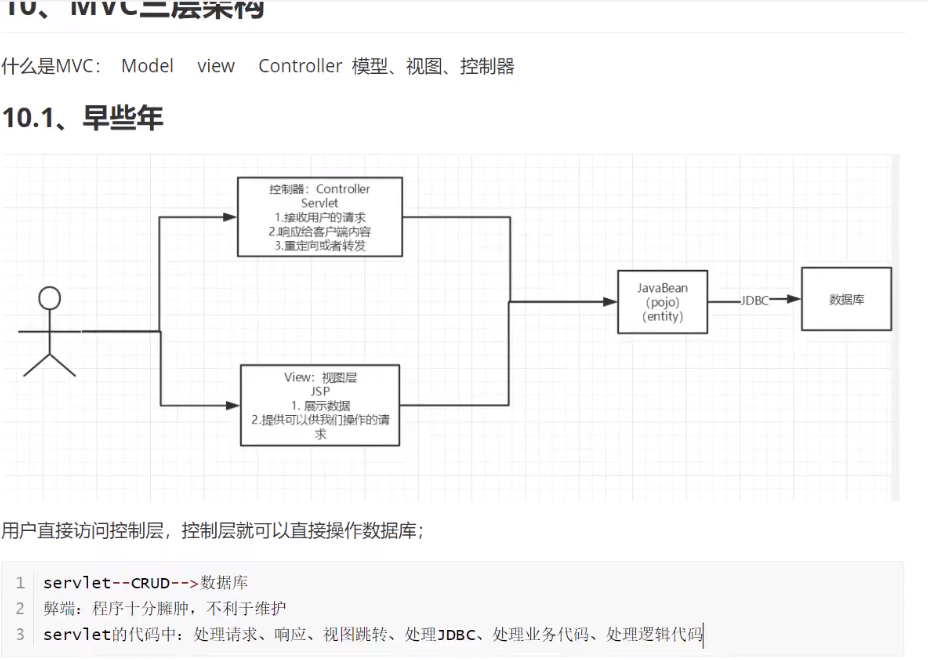 10、MVC三层架构
什么是MVC： Model view Controller 模型、视图、控制器
10.1、早些年
控制器：Controller
Servlet
1.接收用户的请求
2.响应给客户端内容
3.重定向或者转发
View：视图层
JSP
1. 展示数据
2.提供可以供我们操作的请
求
JavaBean
(pojo)
(entity)
JDBC
数据库
用户直接访问控制层，控制层就可以直接操作数据库；
1 servlet--CRUD-->数据库
2 弊端：程序十分臃肿，不利于维护
3 servlet的代码中：处理请求、响应、视图跳转、处理JDBC、处理业务代码、处理逻辑代码